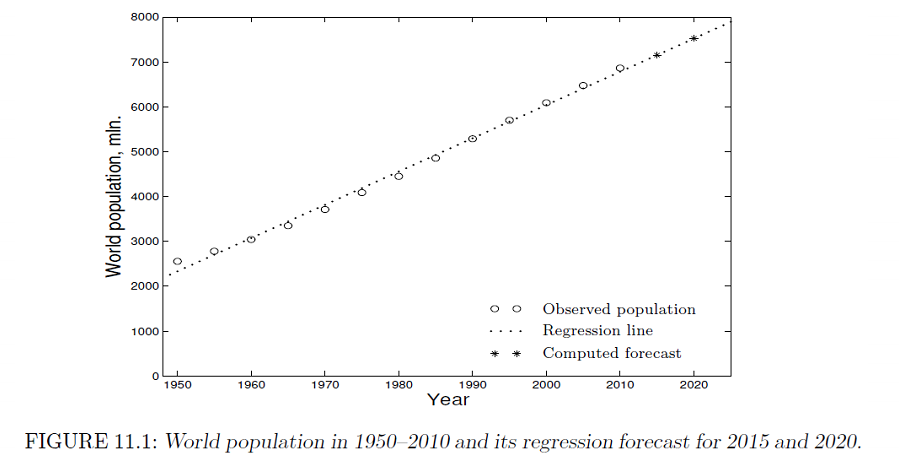 8000
7000
6000
5000
4000
3000
2000
1000
0
World population, mln.
Observed population
Regression line
Computed forecast
1950 1960 1970 1980 1990 2000 2010 2020
Year
FIGURE 11.1: World population in 1950–2010 and its regression forecast for 2015 and 2020.